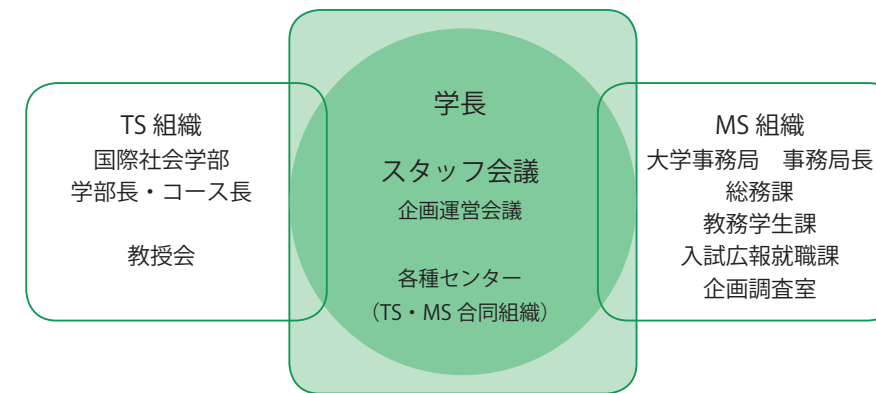 TS 組織
国際社会学部
学部長・コース長
教授会
学長
スタッフ会議
企画運営会議
各種センター
（TS・MS 合同組織）
MS 組織
大学事務局　事務局長
総務課
教務学生課
入試広報就職課
企画調査室